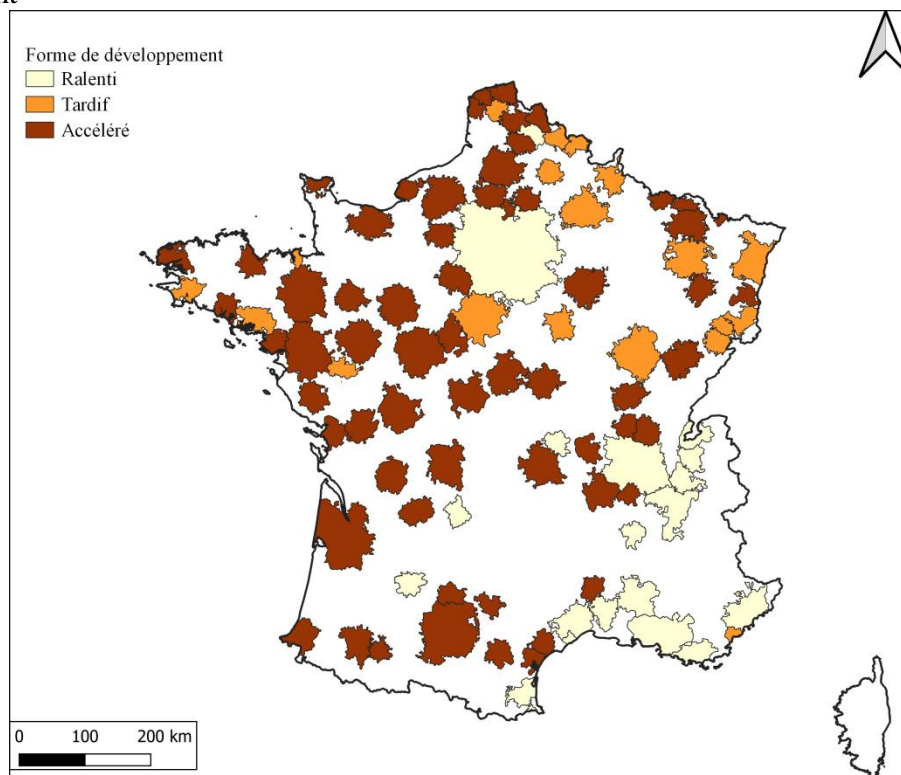 Forme de développement
Ralenti
Tardif
Accéléré
0 100 200 km